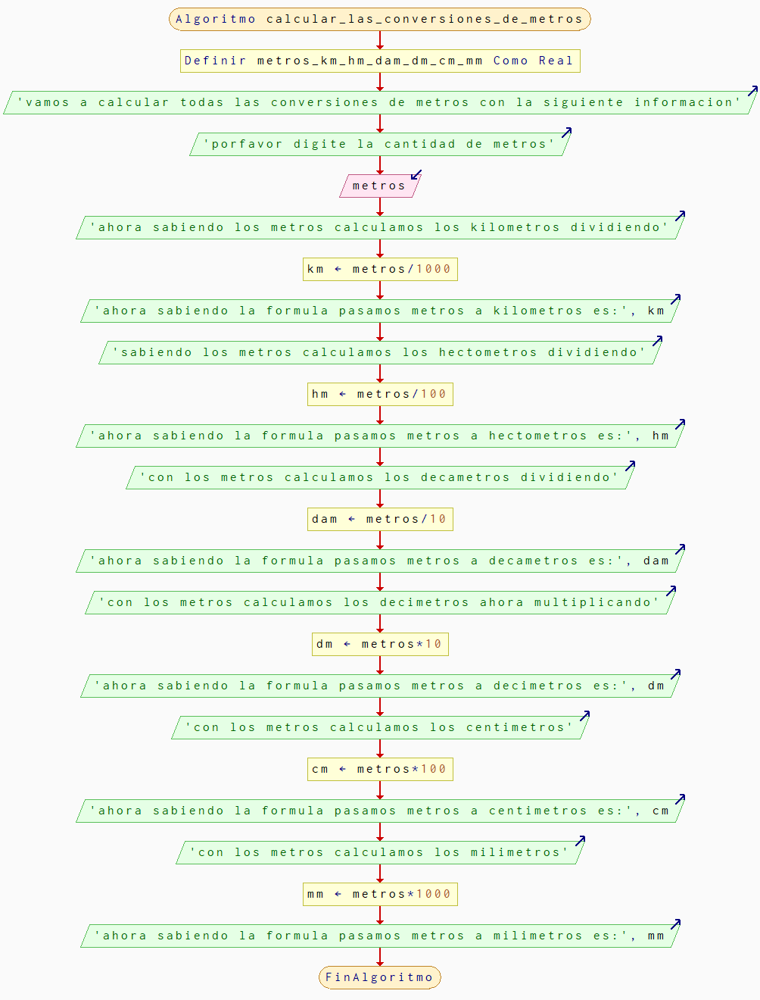 Algoritmo calcular_las_conversiones_de_metros
Definir metros_km_hm_dam_dm_cm_mm Como Real
'vamos a calcular todas las conversiones de metros con la siguiente informacion'
'porfavor digite la cantidad de metros'
metros
'ahora sabiendo los metros calculamos los kilometros dividiendo'
km ← metros/1000
'ahora sabiendo la formula pasamos metros a kilometros es:', km
'sabiendo los metros calculamos los hectometros dividiendo'
hm ← metros/100
'ahora sabiendo la formula pasamos metros a hectometros es:', hm
'con los metros calculamos los decametros dividiendo'
dam ← metros/10
'ahora sabiendo la formula pasamos metros a decametros es:', dam
'con los metros calculamos los decimetros ahora multiplicando'
dm ← metros*10
'ahora sabiendo la formula pasamos metros a decimetros es:', dm
'con los metros calculamos los centimetros'
cm ← metros*100
'ahora sabiendo la formula pasamos metros a centimetros es:', cm
'con los metros calculamos los milimetros'
mm ← metros*1000
'ahora sabiendo la formula pasamos metros a milimetros es:', mm
FinAlgoritmo